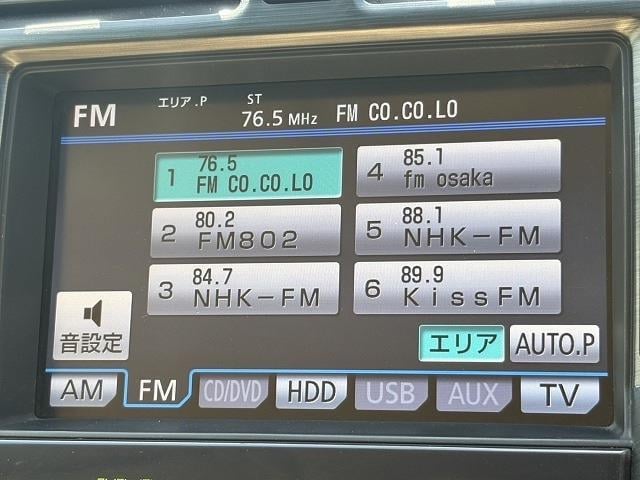 FM エリア.P ST 76.5 MHz FM CO.CO.LO
1 76.5 FM CO.CO.LO
4 85.1 fm osaka
2 80.2 FM802
5 88.1 NHK-FM
3 84.7 NHK-FM
6 89.9 KissFM
音設定 エリア AUTO.P
AM FM CD/DVD HDD USB AUX TV